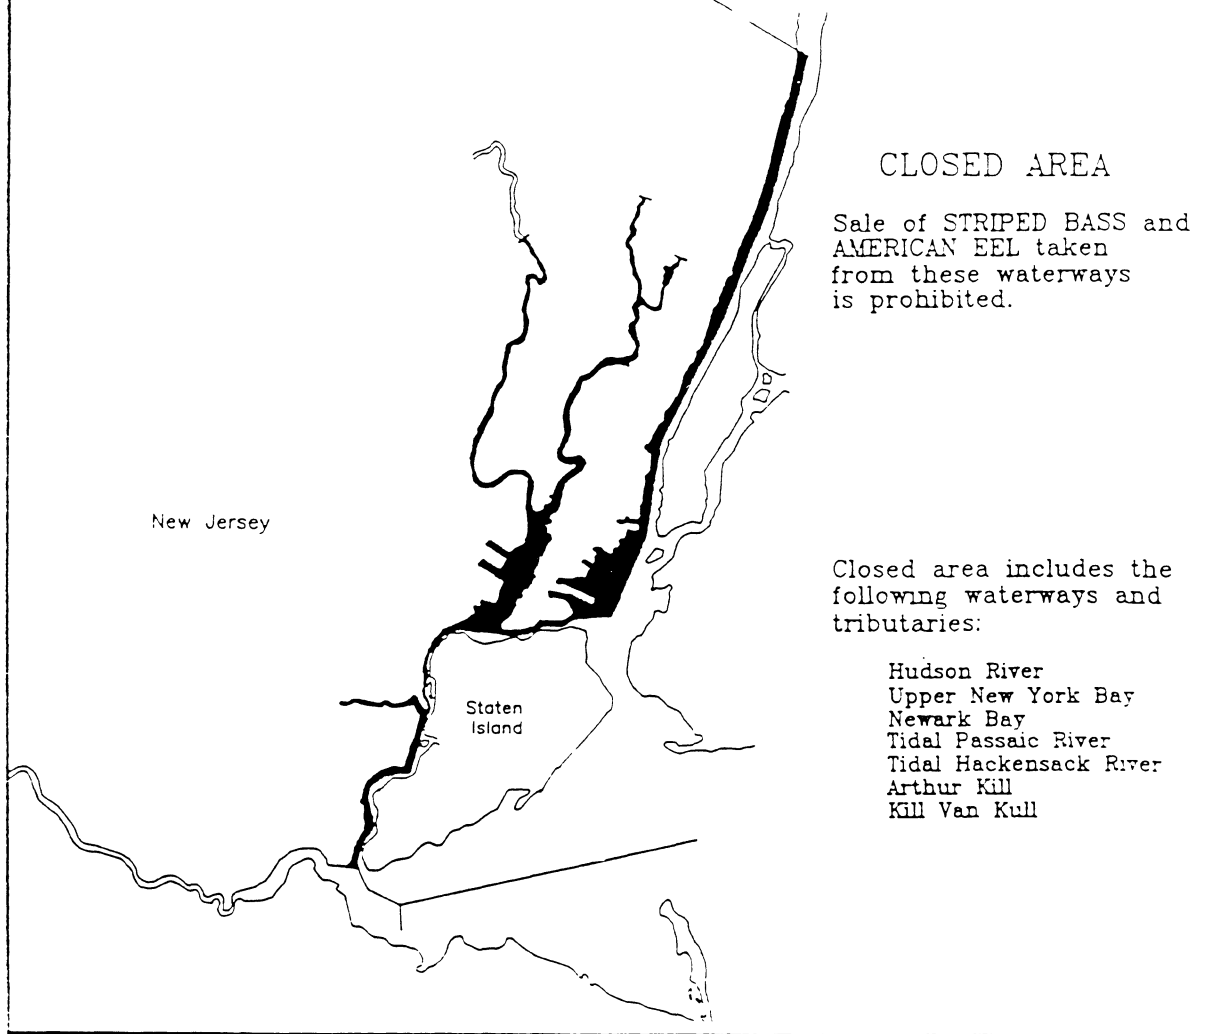 CLOSED AREA
Sale of STRIPED BASS and
AMERICAN EEL taken
from these waterways
is prohibited.
New Jersey
Closed area includes the
following waterways and
tributaries:
Hudson River
Upper New York Bay
Newark Bay
Tidal Passaic River
Tidal Hackensack River
Arthur Kill
Kill Van Kull
Staten
Island